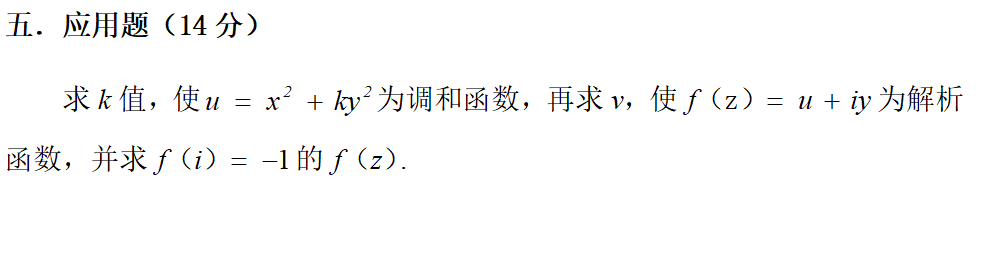 五．应用题（14 分）
求 k 值，使 u = x² + ky² 为调和函数，再求 v，使 f（z）= u + iy 为解析
函数，并求 f（i）= –1 的 f（z）.